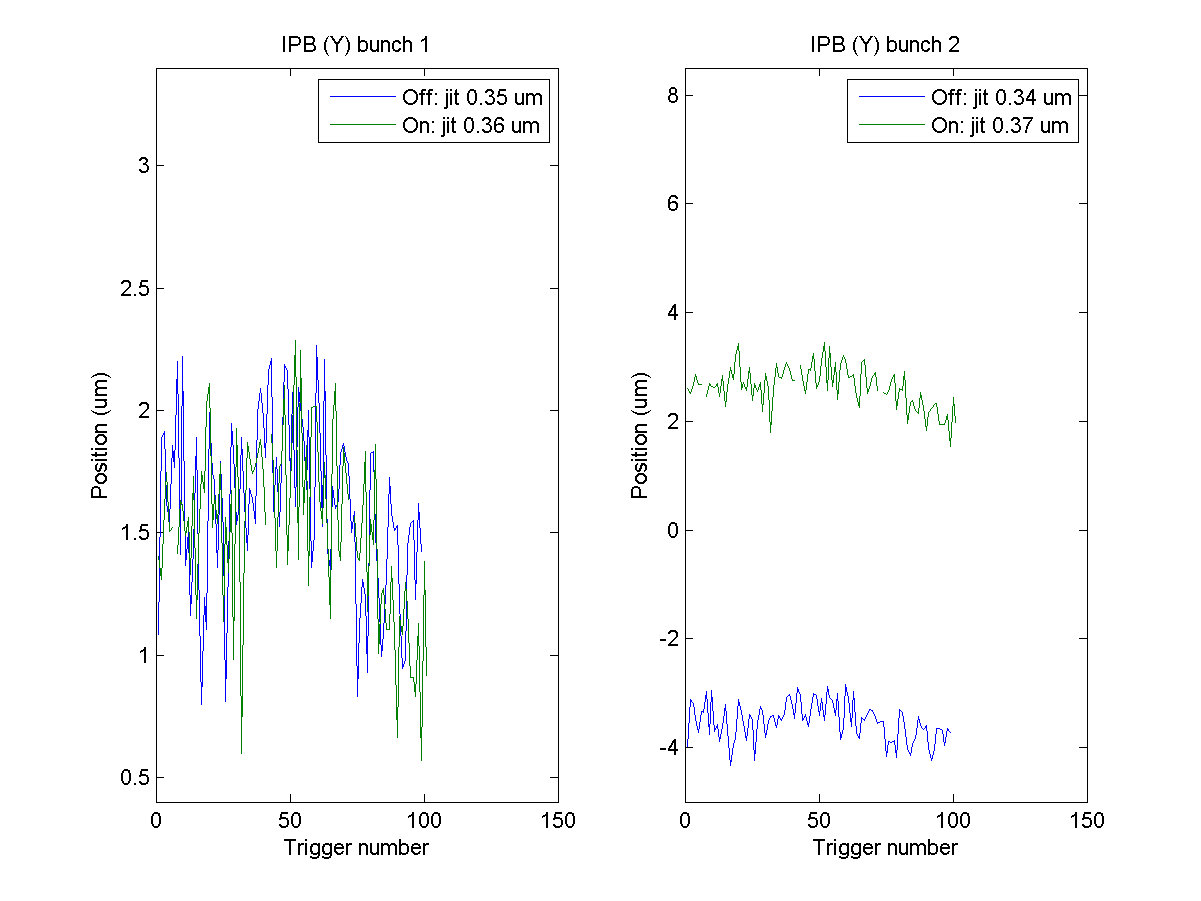 IPB (Y) bunch 1
Off: jit 0.35 um
On: jit 0.36 um
3
2.5
2
1.5
1
0.5
Position (um)
0 50 100 150
Trigger number
IPB (Y) bunch 2
Off: jit 0.34 um
On: jit 0.37 um
8
6
4
2
0
-2
-4
Position (um)
0 50 100 150
Trigger number